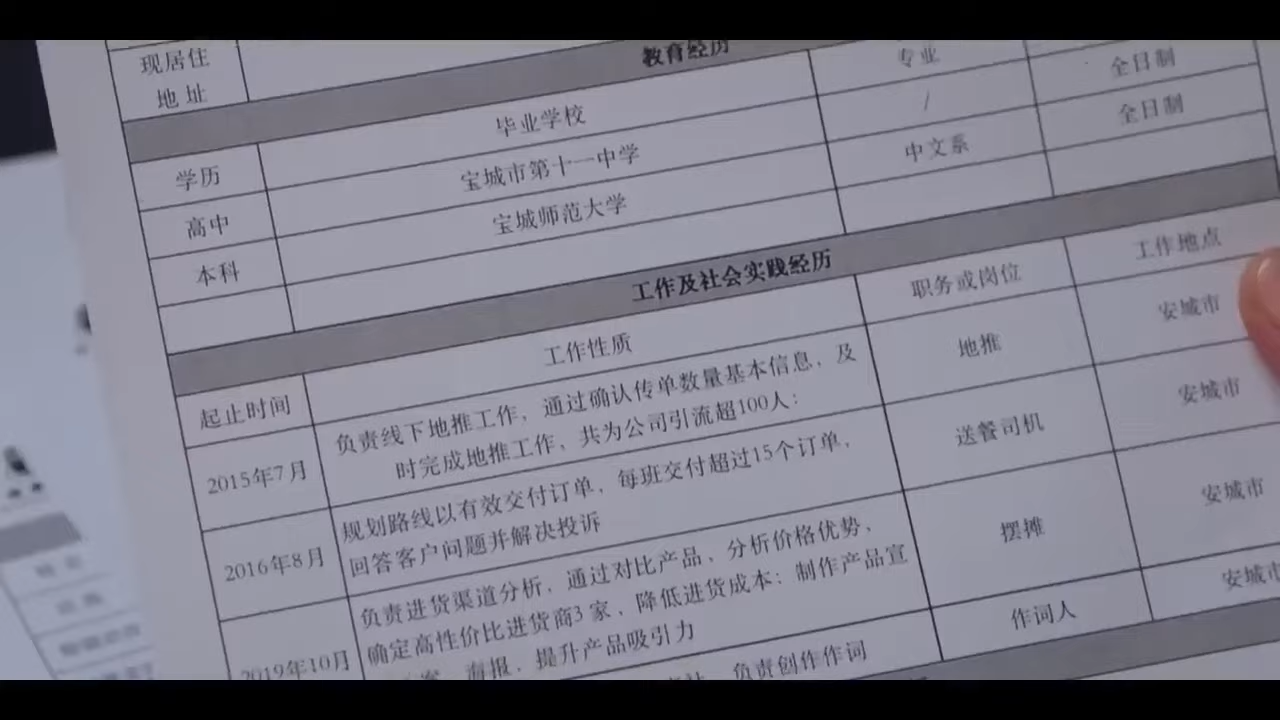 现居住
地址
教育经历
毕业学校 专业 全日制
学历 宝城市第十一中学 / 全日制
高中 宝城师范大学 中文系
本科
工作及社会实践经历
起止时间 工作性质 职务或岗位 工作地点
2015年7月 负责线下地推工作，通过确认传单数量基本信息，及
时完成地推工作，共为公司引流超100人； 地推 安城市
2016年8月 规划路线以有效交付订单，每班交付超过15个订单，
回答客户问题并解决投诉 送餐司机 安城市
2019年10月 负责进货渠道分析，通过对比产品、分析价格优势，
确定高性价比进货商3家，降低进货成本；制作产品宣
案、海报，提升产品吸引力 摆摊 安城市
负责创作作词 作词人 安城市